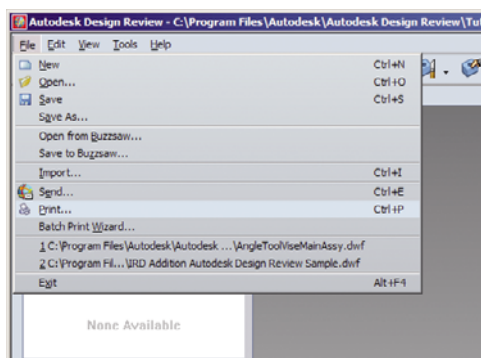 Autodesk Design Review - C:\Program Files\Autodesk\Autodesk Design Review\Tu
File Edit View Tools Help
New Ctrl+N
Open... Ctrl+O
Save Ctrl+S
Save As...
Open from Buzzsaw...
Save to Buzzsaw...
Import... Ctrl+I
Send... Ctrl+E
Print... Ctrl+P
Batch Print Wizard...
1 C:\Program Files\Autodesk\Autodesk ...\AngleToolViseMainAssy.dwf
2 C:\Program Fil...\IRD Addition Autodesk Design Review Sample.dwf
Exit Alt+F4
None Available